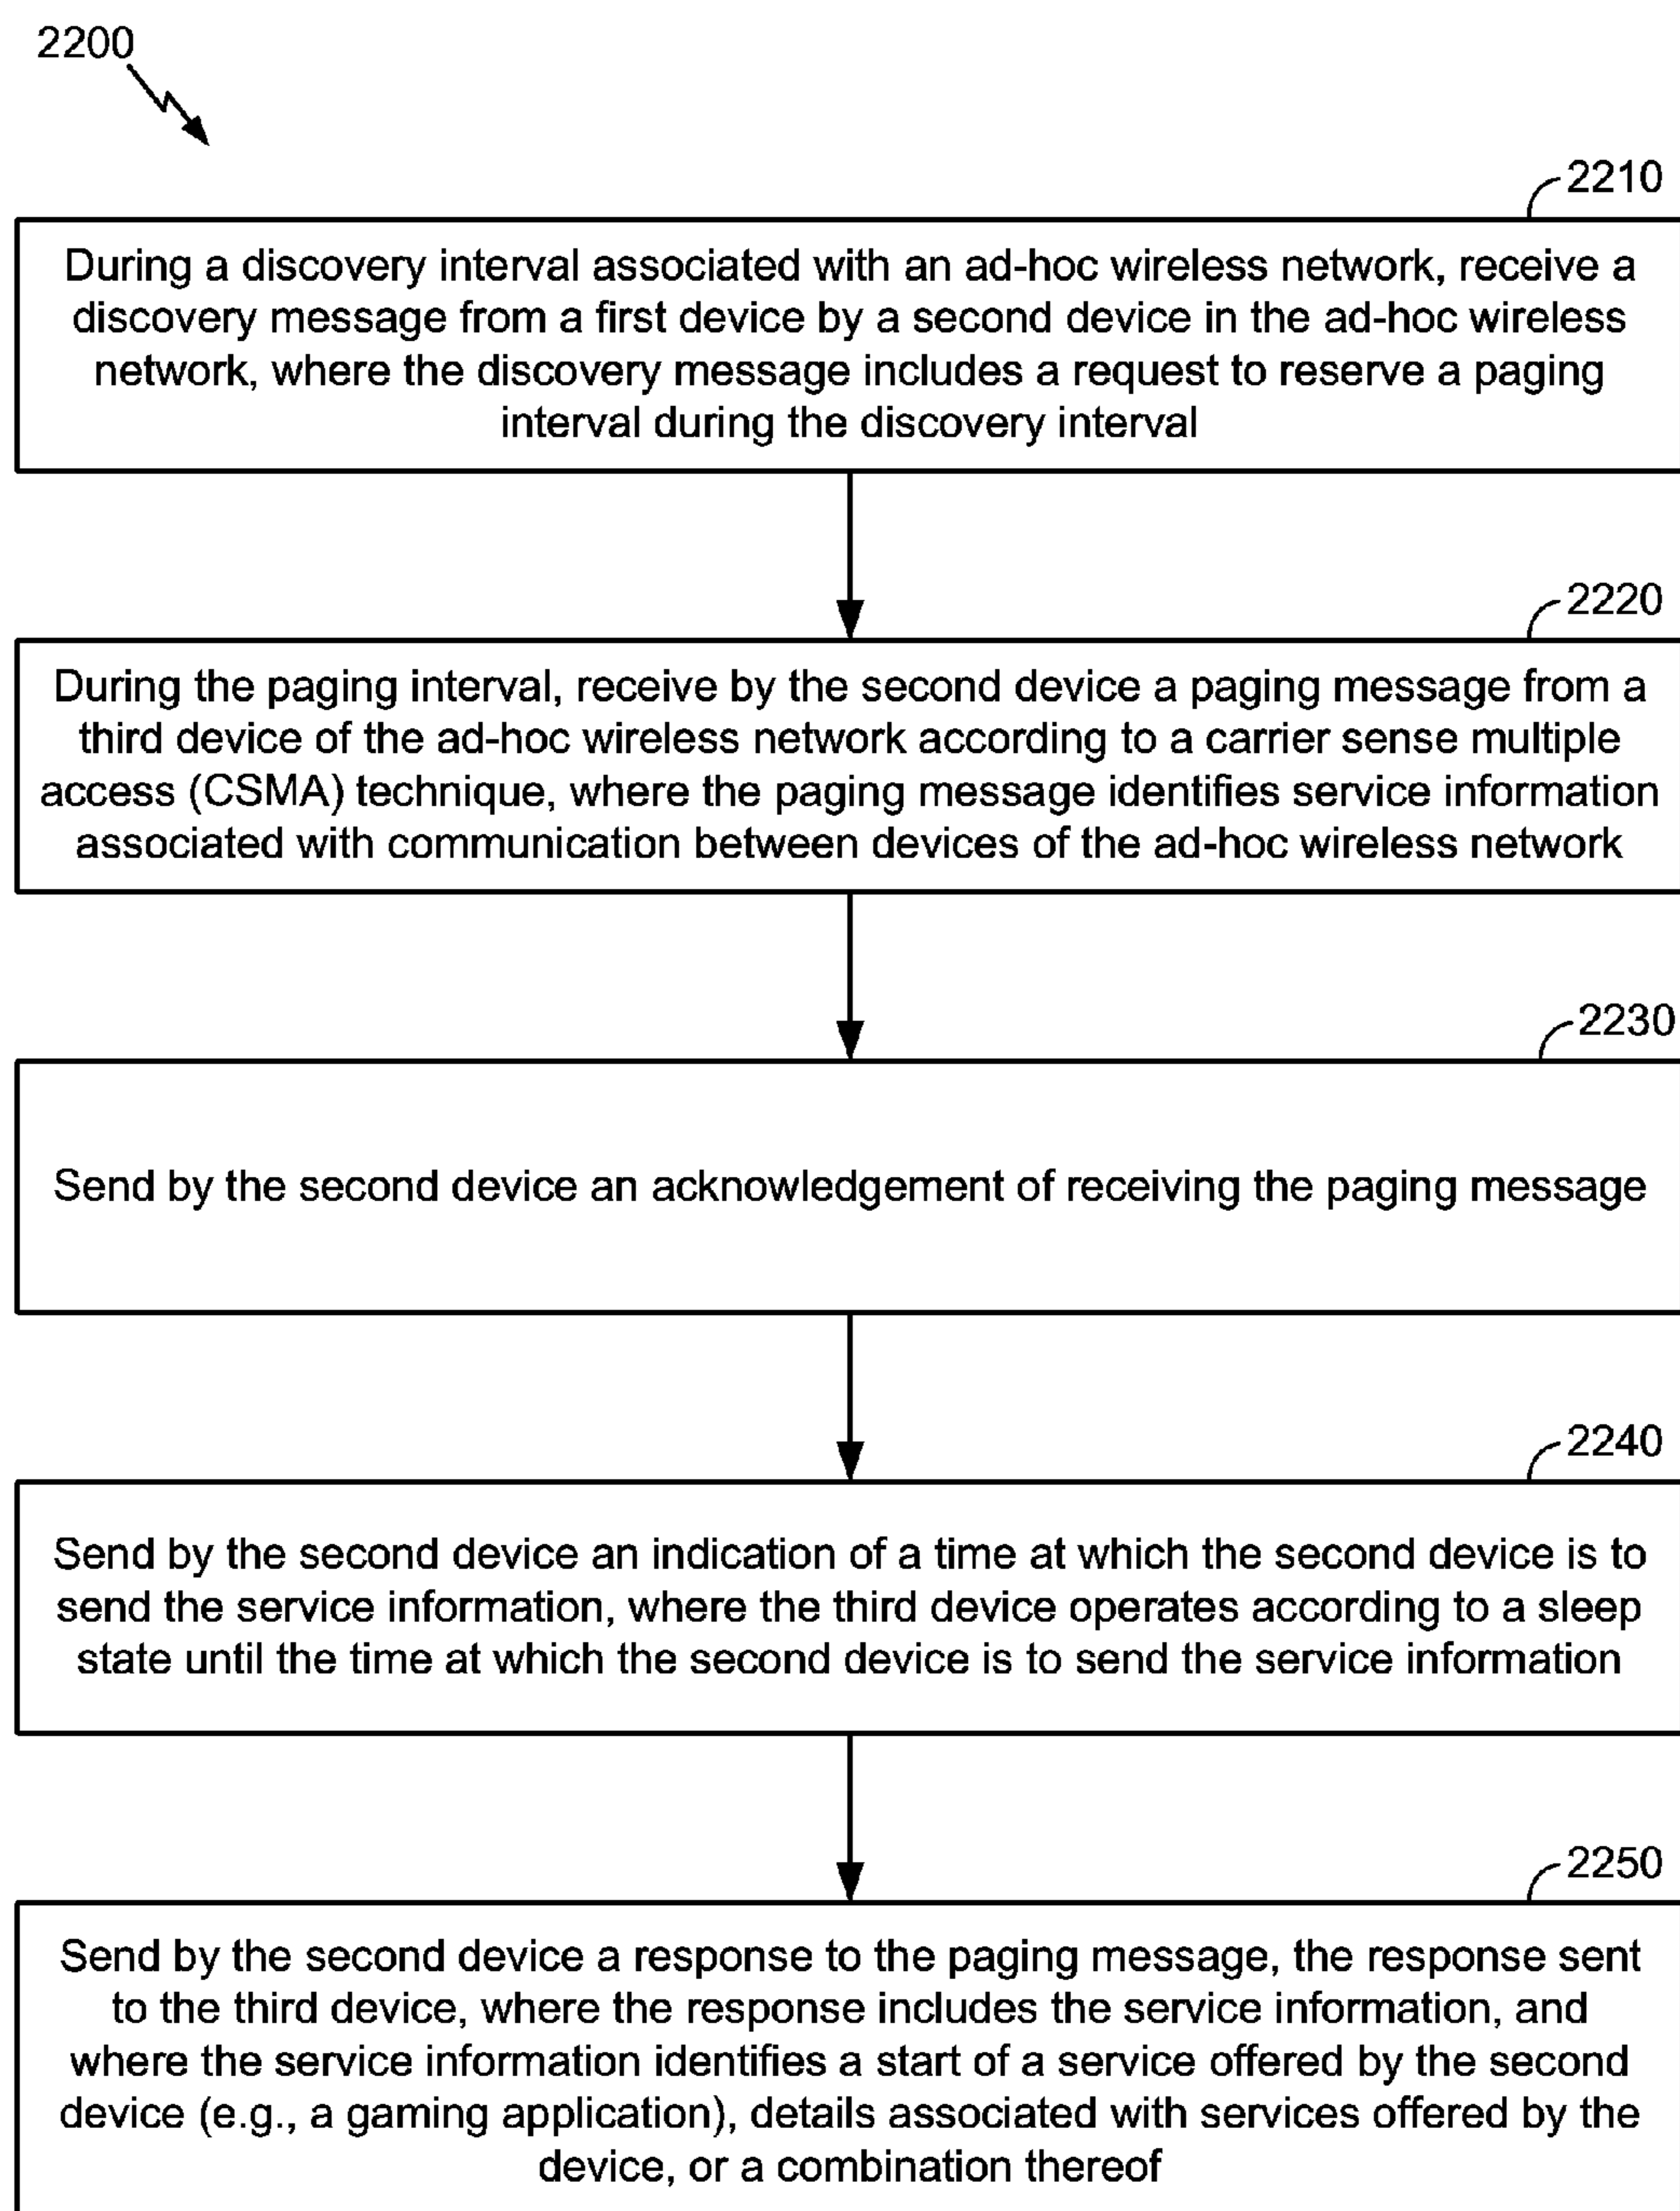 2200
2210
During a discovery interval associated with an ad-hoc wireless network, receive a
discovery message from a first device by a second device in the ad-hoc wireless
network, where the discovery message includes a request to reserve a paging
interval during the discovery interval
2220
During the paging interval, receive by the second device a paging message from a
third device of the ad-hoc wireless network according to a carrier sense multiple
access (CSMA) technique, where the paging message identifies service information
associated with communication between devices of the ad-hoc wireless network
2230
Send by the second device an acknowledgement of receiving the paging message
2240
Send by the second device an indication of a time at which the second device is to
send the service information, where the third device operates according to a sleep
state until the time at which the second device is to send the service information
2250
Send by the second device a response to the paging message, the response sent
to the third device, where the response includes the service information, and
where the service information identifies a start of a service offered by the second
device (e.g., a gaming application), details associated with services offered by the
device, or a combination thereof